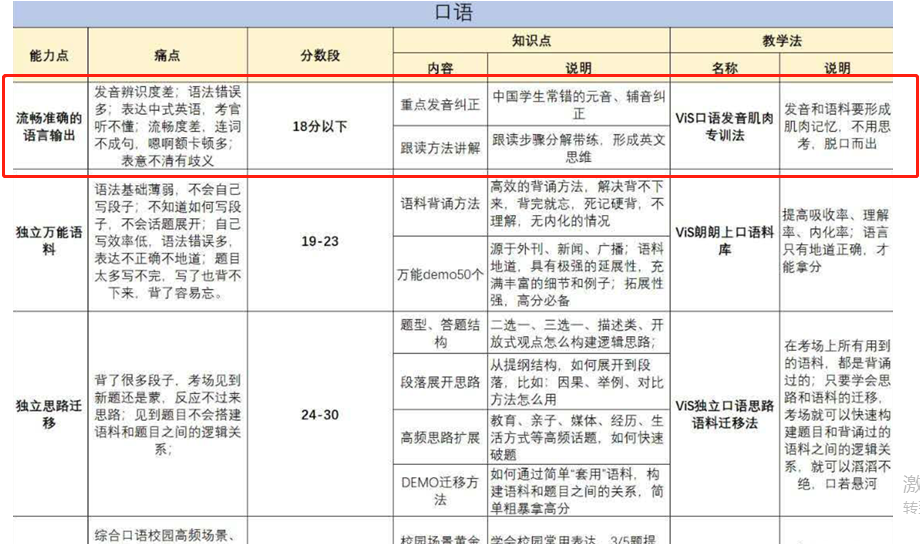 口语
能力点
痛点
分数段
知识点
教学法
内容
说明
名称
说明
流畅准确的
语言输出
发音辨识度差；语法错误
多；表达中式英语，考官
听不懂；流畅度差，连词
不成句，嗯啊额卡顿多；
表意不清有歧义
18分以下
重点发音纠正
中国学生常错的元音、辅音纠
正
跟读方法讲解
跟读步骤分解带练，形成英文
思维
ViS口语发音肌肉
专训法
发音和语料要形成
肌肉记忆，不用思
考，脱口而出
独立万能语
料
语法基础薄弱，不会自己
写段子；不知道如何写段
子，不会话题展开；自己
写效率低，语法错误多，
表达不正确不地道；题目
太多写不完，写了也背不
下来，背了容易忘。
19-23
语料背诵方法
高效的背诵方法，解决背不下
来，背完就忘，死记硬背，不
理解，无内化的情况
万能demo50个
源于外刊、新闻、广播；语料
地道，具有极强的延展性，充
满丰富的细节和例子；拓展性
强，高分必备
ViS朗朗上口语料
库
提高吸收率、理解
率、内化率；语言
只有地道正确，才
能拿分
独立思路迁
移
背了很多段子，考场见到
新题还是蒙，反应不过来
思路；见到题目不会搭建
语料和题目之间的逻辑关
系；
24-30
题型、答题结
构
二选一、三选一、描述类、开
放式观点怎么构建逻辑思路；
段落展开思路
从提纲结构，如何展开到段
落，比如：因果、举例、对比
方法怎么用
高频思路扩展
教育、亲子、媒体、经历、生
活方式等高频话题，如何快速
破题
DEMO迁移方
法
如何通过简单“套用”语料，构
建语料和题目之间的关系，简
单粗暴拿高分
ViS独立口语思路
语料迁移法
在考场上所有用到
的语料，都是背诵
过的；只要学会思
路和语料的迁移，
考场就可以快速构
建题目和背诵过的
语料之间的逻辑关
系，就可以滔滔不
绝，口若悬河
综合口语校园高频场景、
校园场景黄金
学会校园常用表达，3/5题提
激
转